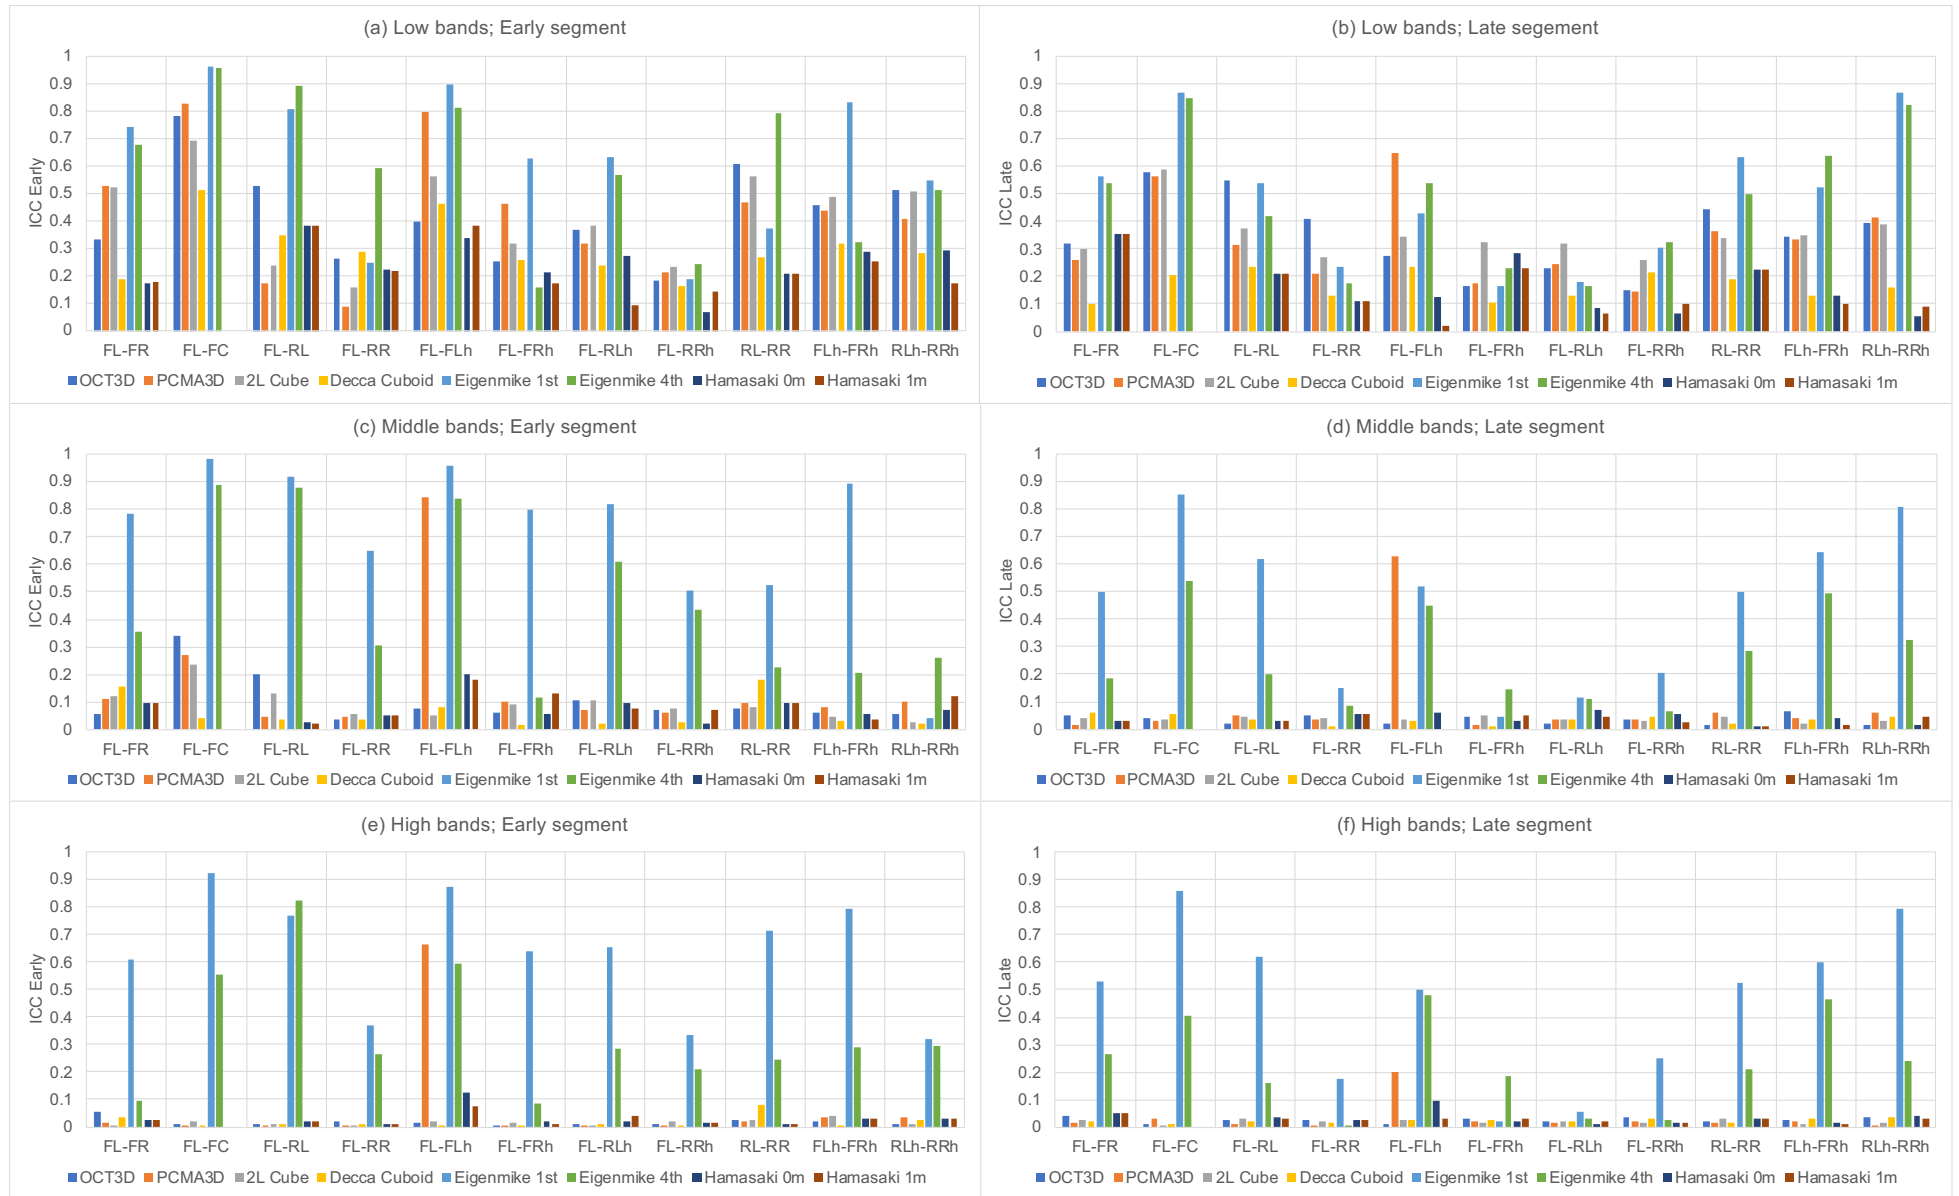 (a) Low bands; Early segment
ICC Early
1
0.9
0.8
0.7
0.6
0.5
0.4
0.3
0.2
0.1
0
FL-FR FL-FC FL-RL FL-RR FL-FLh FL-FRh FL-RLh FL-RRh RL-RR FLh-FRh RLh-RRh
OCT3D PCMA3D 2L Cube Decca Cuboid Eigenmike 1st Eigenmike 4th Hamasaki 0m Hamasaki 1m
(b) Low bands; Late segement
ICC Late
1
0.9
0.8
0.7
0.6
0.5
0.4
0.3
0.2
0.1
0
FL-FR FL-FC FL-RL FL-RR FL-FLh FL-FRh FL-RLh FL-RRh RL-RR FLh-FRh RLh-RRh
OCT3D PCMA3D 2L Cube Decca Cuboid Eigenmike 1st Eigenmike 4th Hamasaki 0m Hamasaki 1m
(c) Middle bands; Early segment
ICC Early
1
0.9
0.8
0.7
0.6
0.5
0.4
0.3
0.2
0.1
0
FL-FR FL-FC FL-RL FL-RR FL-FLh FL-FRh FL-RLh FL-RRh RL-RR FLh-FRh RLh-RRh
OCT3D PCMA3D 2L Cube Decca Cuboid Eigenmike 1st Eigenmike 4th Hamasaki 0m Hamasaki 1m
(d) Middle bands; Late segment
ICC Late
1
0.9
0.8
0.7
0.6
0.5
0.4
0.3
0.2
0.1
0
FL-FR FL-FC FL-RL FL-RR FL-FLh FL-FRh FL-RLh FL-RRh RL-RR FLh-FRh RLh-RRh
OCT3D PCMA3D 2L Cube Decca Cuboid Eigenmike 1st Eigenmike 4th Hamasaki 0m Hamasaki 1m
(e) High bands; Early segment
ICC Early
1
0.9
0.8
0.7
0.6
0.5
0.4
0.3
0.2
0.1
0
FL-FR FL-FC FL-RL FL-RR FL-FLh FL-FRh FL-RLh FL-RRh RL-RR FLh-FRh RLh-RRh
OCT3D PCMA3D 2L Cube Decca Cuboid Eigenmike 1st Eigenmike 4th Hamasaki 0m Hamasaki 1m
(f) High bands; Late segment
ICC Late
1
0.9
0.8
0.7
0.6
0.5
0.4
0.3
0.2
0.1
0
FL-FR FL-FC FL-RL FL-RR FL-FLh FL-FRh FL-RLh FL-RRh RL-RR FLh-FRh RLh-RRh
OCT3D PCMA3D 2L Cube Decca Cuboid Eigenmike 1st Eigenmike 4th Hamasaki 0m Hamasaki 1m